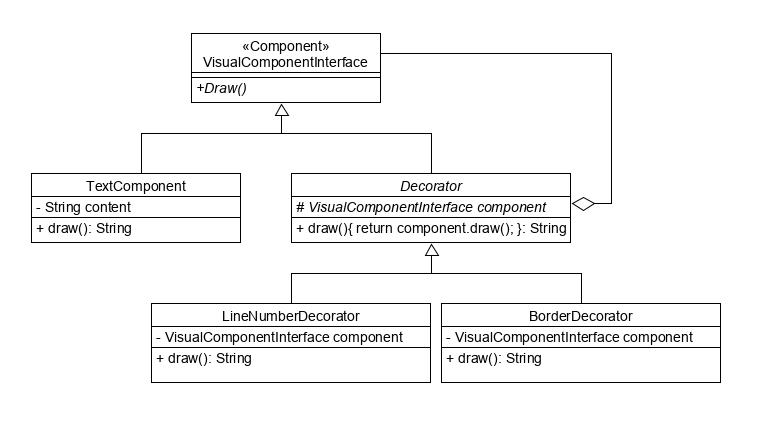 «Component»
VisualComponentInterface
+Draw()
TextComponent
- String content
+ draw(): String
Decorator
# VisualComponentInterface component
+ draw(){ return component.draw(); }: String
LineNumberDecorator
- VisualComponentInterface component
+ draw(): String
BorderDecorator
- VisualComponentInterface component
+ draw(): String